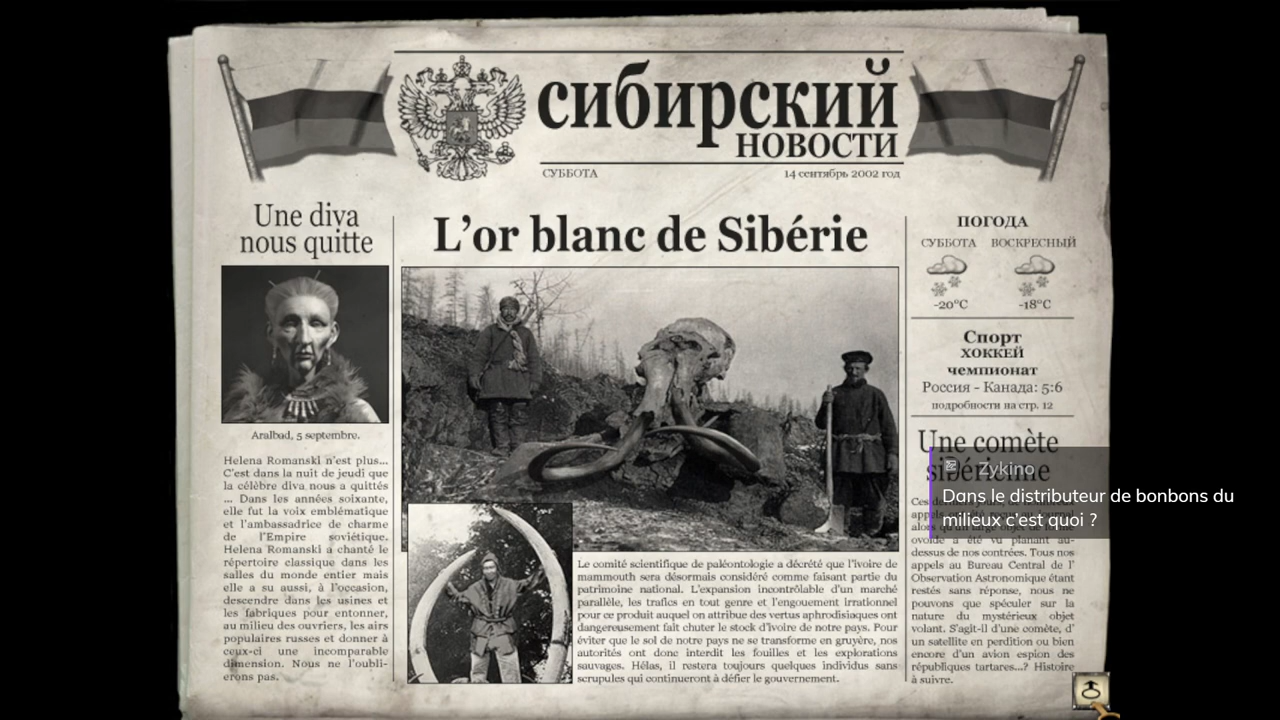 сибирский
новости
СУББОТА
14 сентябрь 2002 год
Une diva
nous quitte
Aralbad, 5 septembre.
Helena Romanski n'est plus...
C'est dans la nuit de jeudi que
la célèbre diva nous a quittés
... Dans les années soixante,
elle fut la voix emblématique
et l'ambassadrice de charme
de l'Empire soviétique.
Helena Romanski a chanté le
répertoire classique dans les
salles du monde entier mais
elle a su aussi, à l'occasion,
descendre dans les usines et
les fabriques pour entonner,
au milieu des ouvriers, les airs
populaires russes et donner à
ceux-ci une incomparable
dimension. Nous ne l'oubli-
erons pas.
L'or blanc de Sibérie
Le comité scientifique de paléontologie a décrété que l'ivoire de
mammouth sera désormais considéré comme faisant partie du
patrimoine national. L'expansion incontrôlable d'un marché
parallèle, les trafics en tout genre et l'engouement irrationnel
pour ce produit auquel on attribue des vertus aphrodisiaques ont
dangereusement fait chuter le stock d'ivoire de notre pays. Pour
éviter que le sol de notre pays ne se transforme en gruyère, nos
autorités ont donc interdit les fouilles et les explorations
sauvages. Hélas, il restera toujours quelques individus sans
scrupules qui continueront à défier le gouvernement.
ПОГОДА
СУББОТА ВОСКРЕСНЫЙ
-20°C -18°C
Спорт
ХОККЕЙ
чемпионат
Россия - Канада: 5:6
подробности на стр. 12
Une comète
sibérienne
Zykino
Dans le distributeur de bonbons du
milieux c'est quoi ?
ovoïde a été vu planant au-
dessus de nos contrées. Tous nos
appels au Bureau Central de l'
Observation Astronomique étant
restés sans réponse, nous ne
pouvons que spéculer sur la
nature du mystérieux objet
volant. S'agit-il d'une comète, d'
un satellite en perdition ou bien
encore d'un avion espion des
républiques tartares...? Histoire
à suivre.